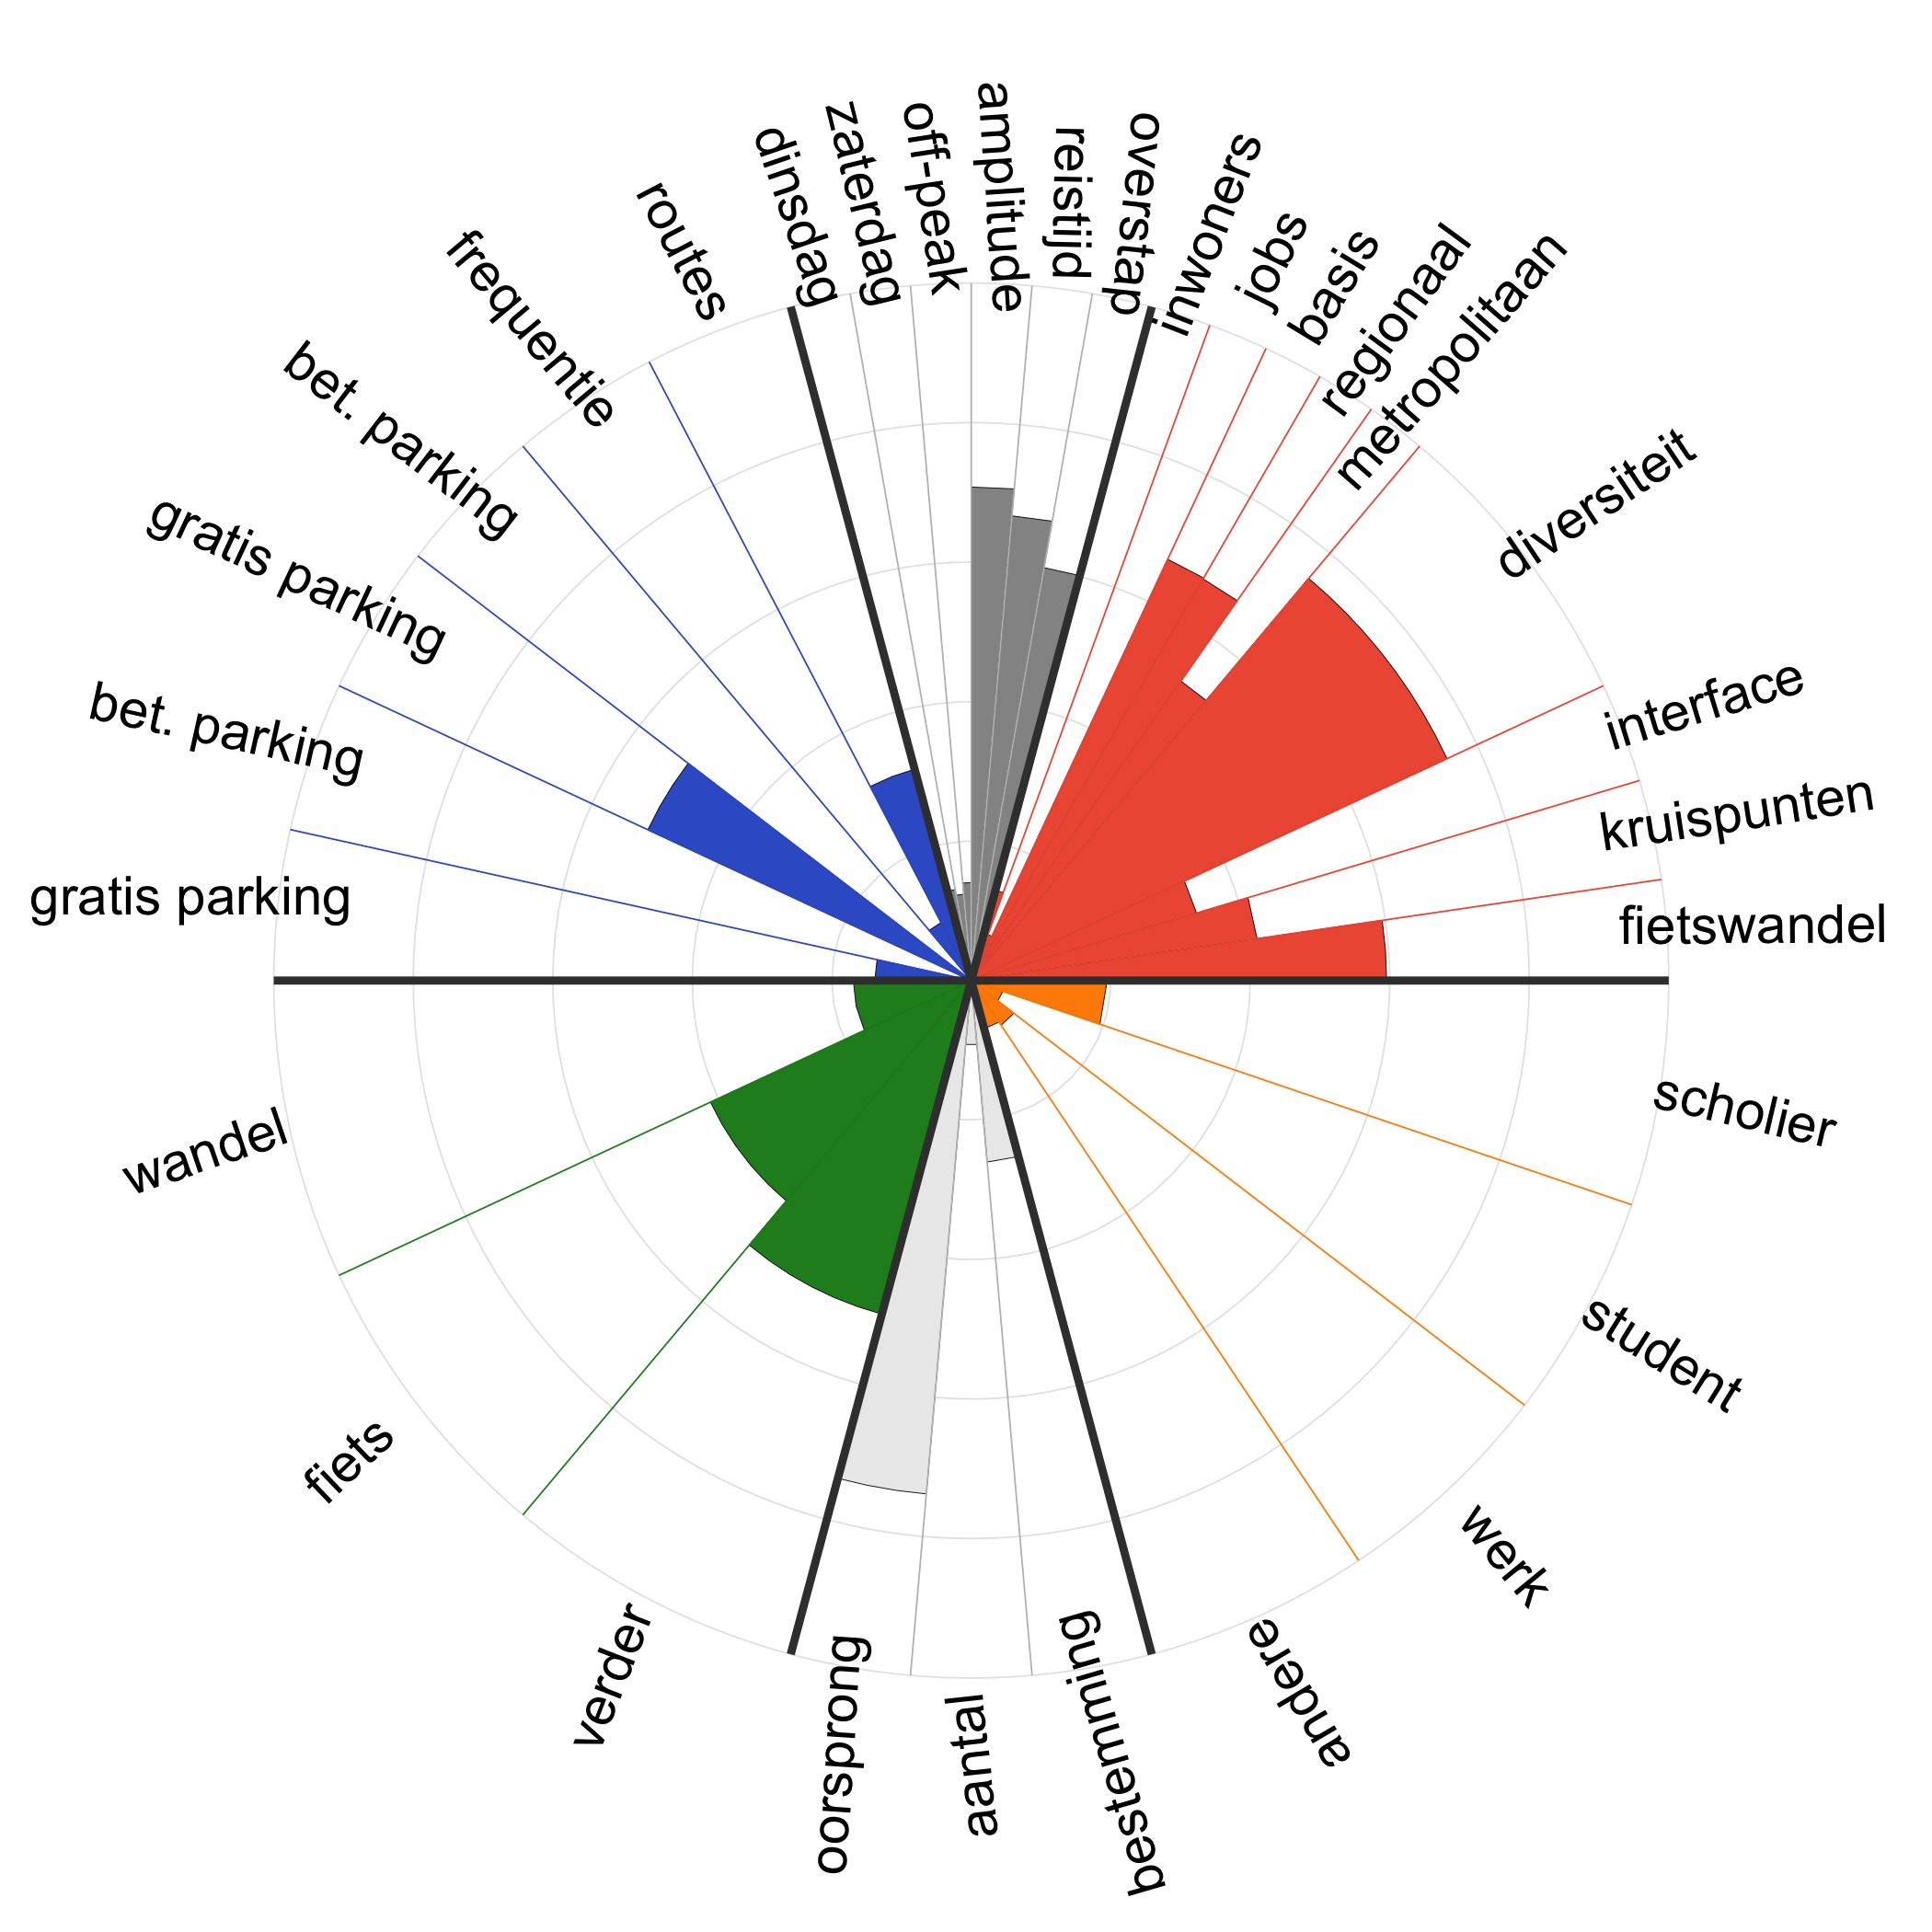 amplitude
reistijd
overstap
inwoners
jobs
basis
regionaal
metropolitaan
diversiteit
interface
kruispunten
fietswandel
scholier
student
werk
andere
bestemming
aantal
oorsprong
verder
fiets
wandel
gratis parking
bet. parking
gratis parking
bet. parking
frequentie
routes
dinsdag
zaterdag
off-peak